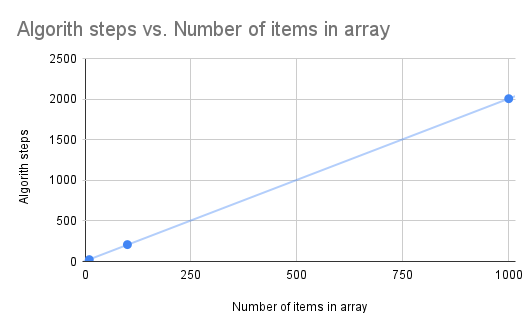 Algorith steps vs. Number of items in array
2500
2000
1500
1000
500
0
Algorith steps
0 250 500 750 1000
Number of items in array